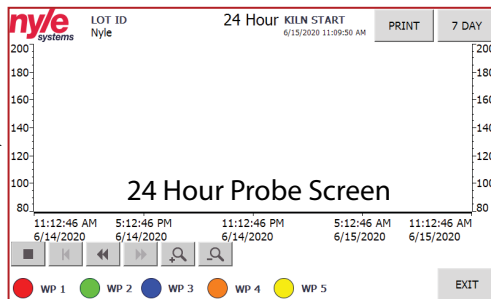 nyle
systems
LOT ID
Nyle
24 Hour KILN START
6/15/2020 11:09:50 AM
PRINT
7 DAY
200 200
180 180
160 160
140 140
120 120
100 100
80 80
24 Hour Probe Screen
11:12:46 AM 5:12:46 PM 11:12:46 PM 5:12:46 AM 11:12:46 AM
6/14/2020 6/14/2020 6/14/2020 6/15/2020 6/15/2020
WP 1 WP 2 WP 3 WP 4 WP 5
EXIT